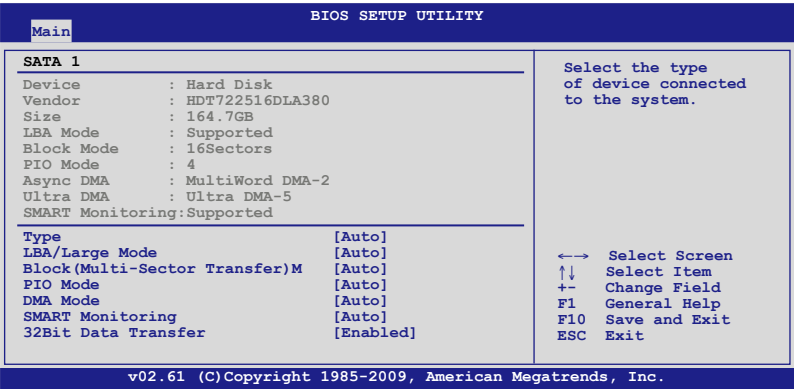 BIOS SETUP UTILITY
Main
SATA 1
Device : Hard Disk
Vendor : HDT722516DLA380
Size : 164.7GB
LBA Mode : Supported
Block Mode : 16Sectors
PIO Mode : 4
Async DMA : MultiWord DMA-2
Ultra DMA : Ultra DMA-5
SMART Monitoring:Supported
Type [Auto]
LBA/Large Mode [Auto]
Block(Multi-Sector Transfer)M [Auto]
PIO Mode [Auto]
DMA Mode [Auto]
SMART Monitoring [Auto]
32Bit Data Transfer [Enabled]
Select the type
of device connected
to the system.
←→ Select Screen
↑↓ Select Item
+- Change Field
F1 General Help
F10 Save and Exit
ESC Exit
v02.61 (C)Copyright 1985-2009, American Megatrends, Inc.